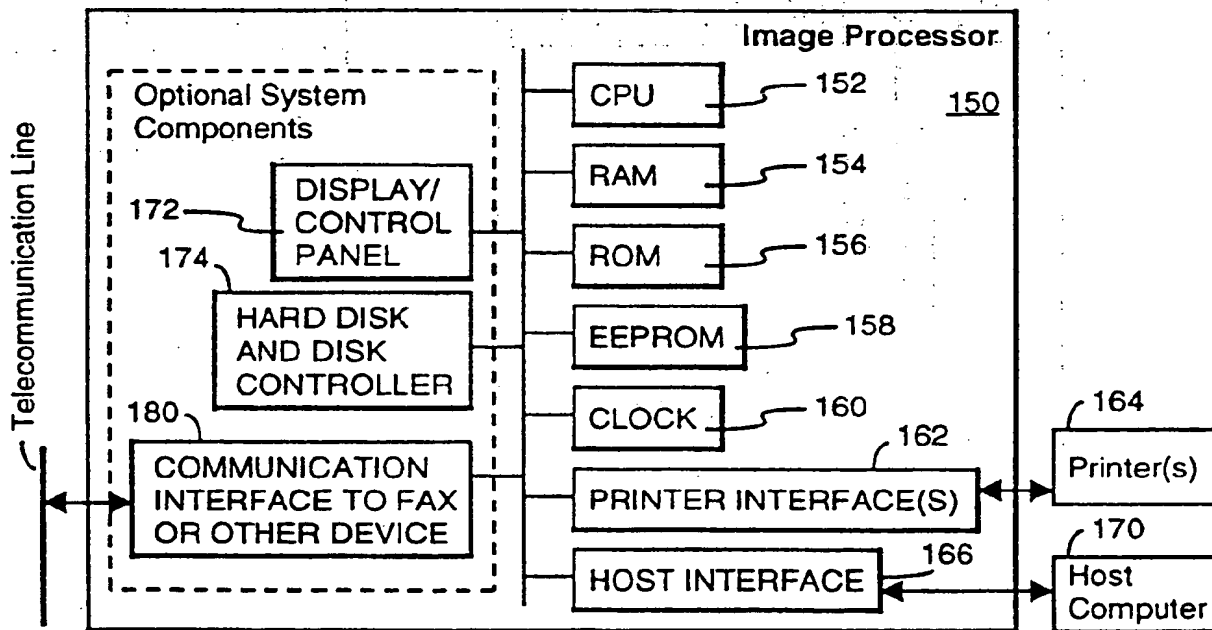 Image Processor
150
Optional System
Components
DISPLAY/
CONTROL
PANEL
172
174
HARD DISK
AND DISK
CONTROLLER
180
COMMUNICATION
INTERFACE TO FAX
OR OTHER DEVICE
Telecommunication Line
CPU
152
RAM
154
ROM
156
EEPROM
158
CLOCK
160
162
PRINTER INTERFACE(S)
164
Printer(s)
166
HOST INTERFACE
170
Host
Computer